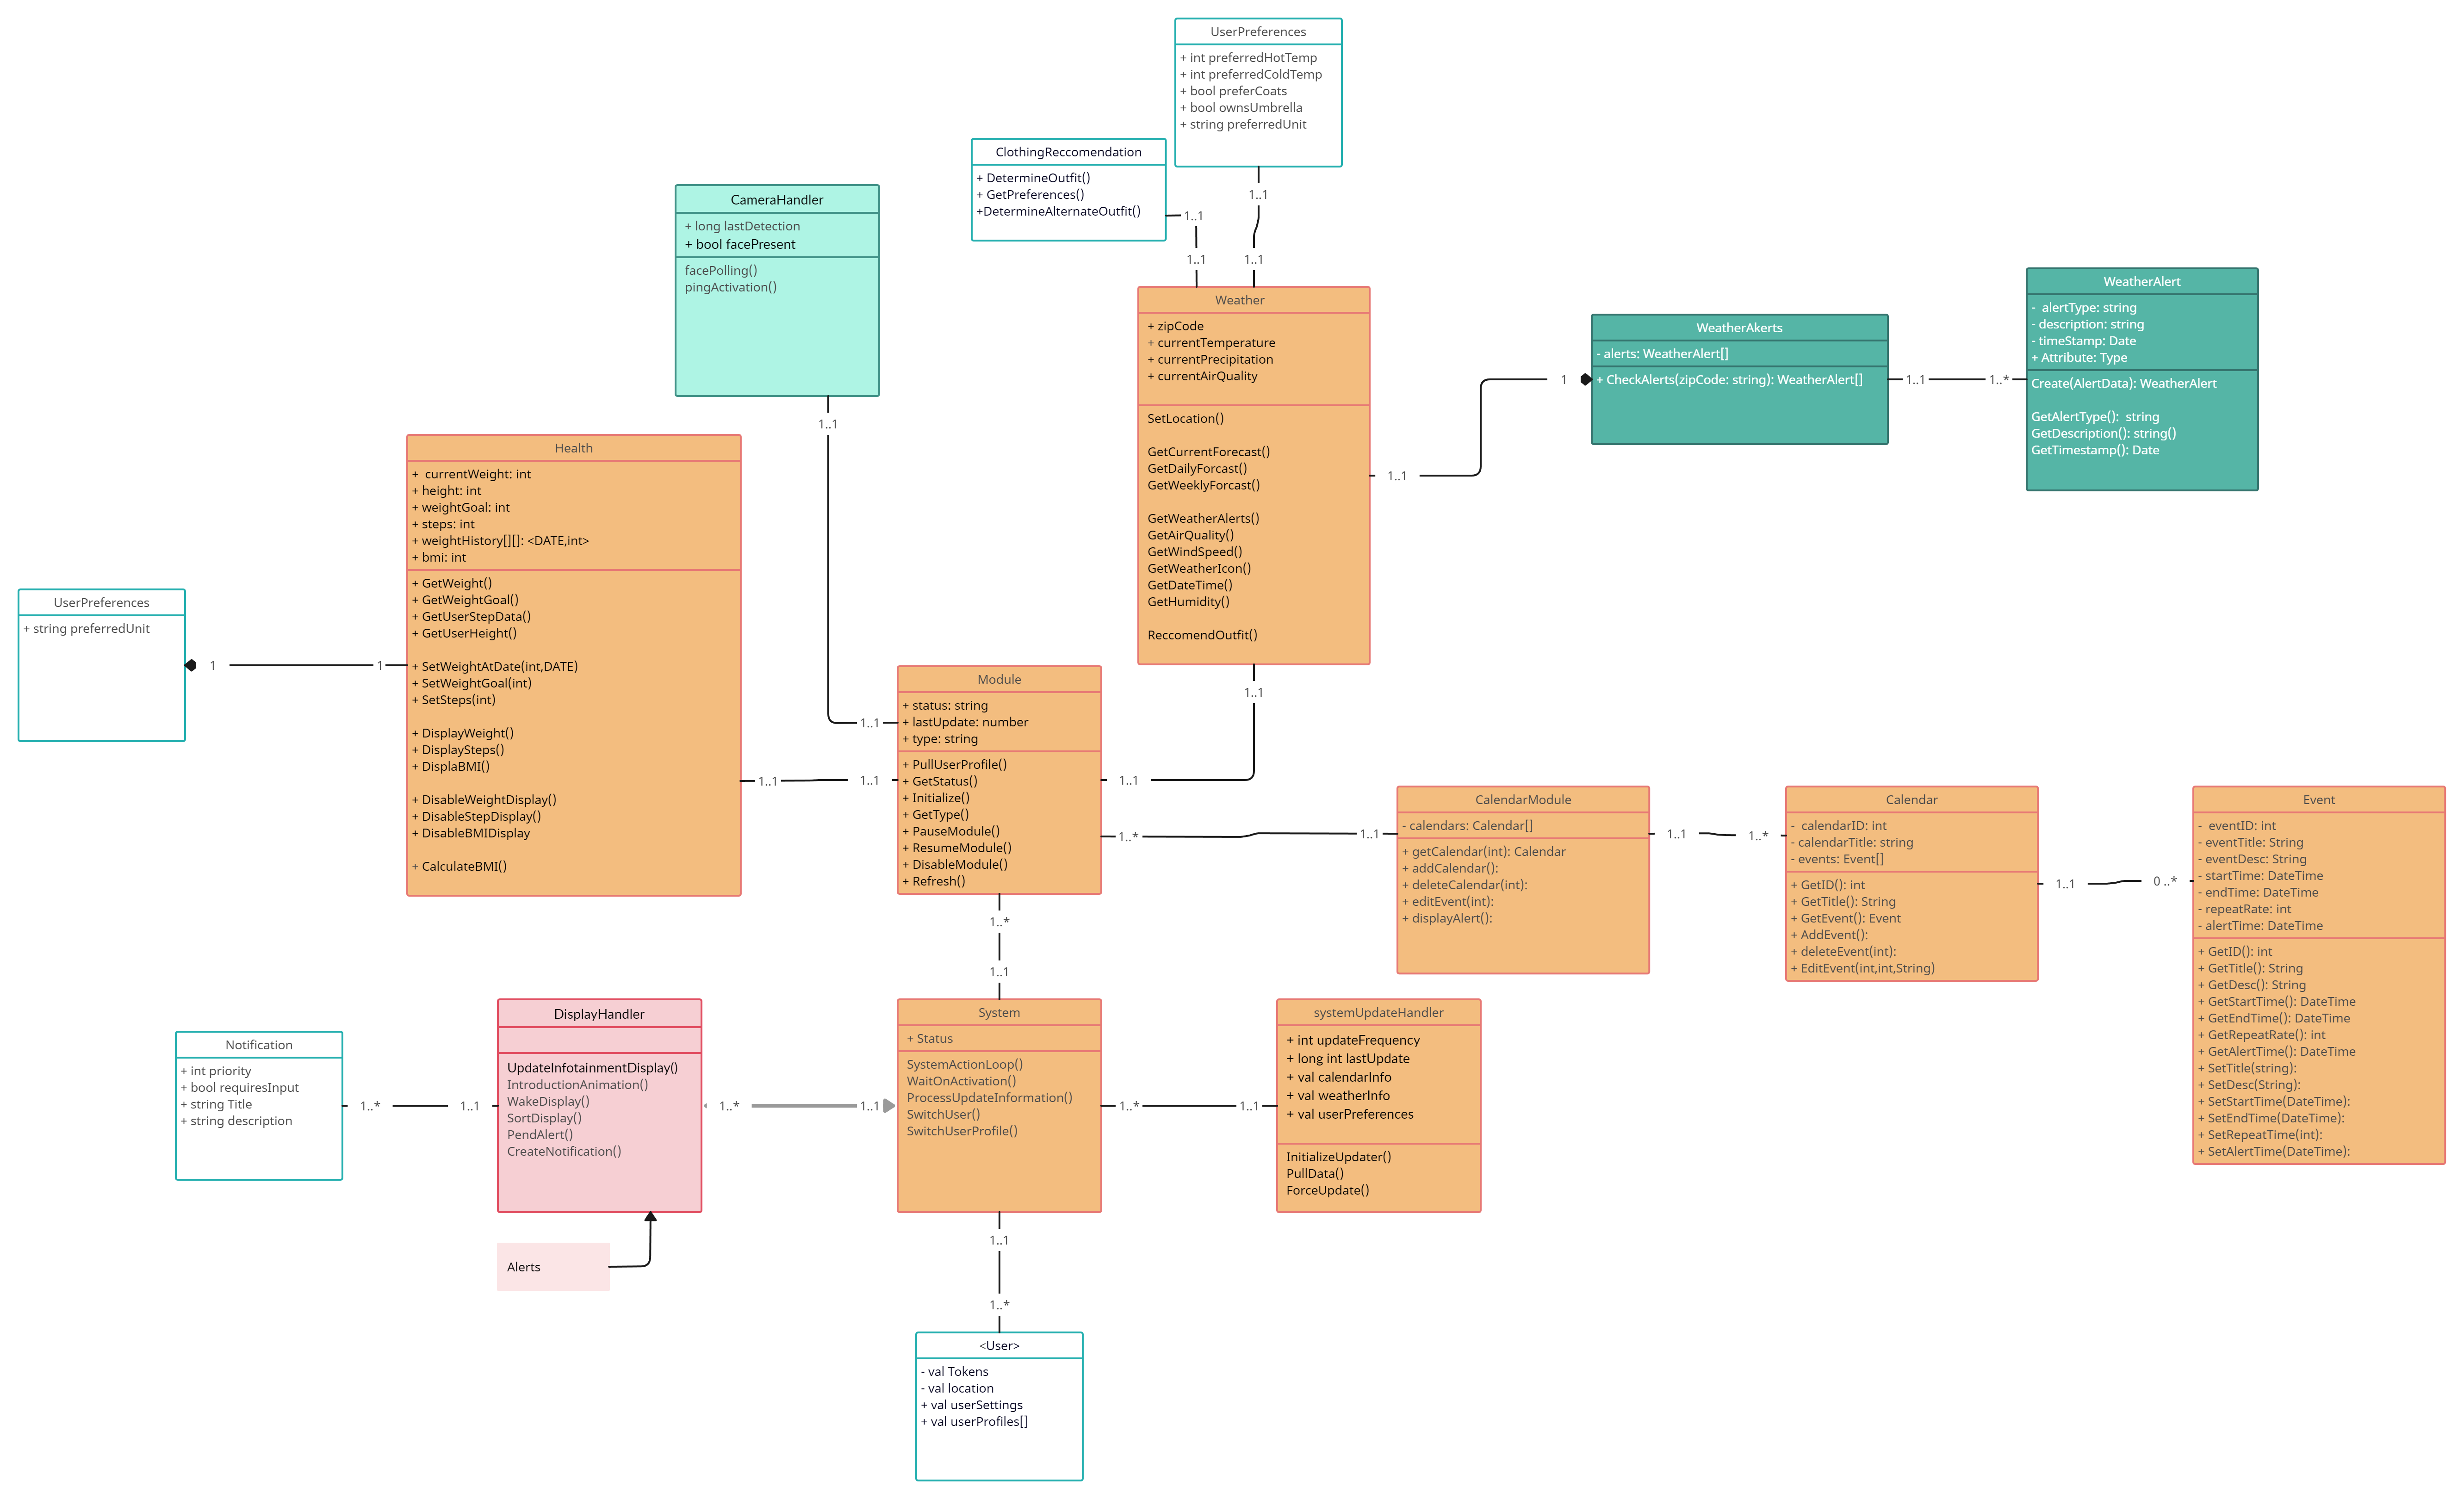 UserPreferences
+ int preferredHotTemp
+ int preferredColdTemp
+ bool preferCoats
+ bool ownsUmbrella
+ string preferredUnit
1..1
1..1
ClothingReccomendation
+ DetermineOutfit()
+ GetPreferences()
+DetermineAlternateOutfit()
1..1
1..1
CameraHandler
+ long lastDetection
+ bool facePresent
facePolling()
pingActivation()
1..1
1..1
Weather
+ zipCode
+ currentTemperature
+ currentPrecipitation
+ currentAirQuality
SetLocation()
GetCurrentForecast()
GetDailyForcast()
GetWeeklyForcast()
GetWeatherAlerts()
GetAirQuality()
GetWindSpeed()
GetWeatherIcon()
GetDateTime()
GetHumidity()
ReccomendOutfit()
1..1
1
WeatherAkerts
- alerts: WeatherAlert[]
+ CheckAlerts(zipCode: string): WeatherAlert[]
1..1
1..*
WeatherAlert
- alertType: string
- description: string
- timeStamp: Date
+ Attribute: Type
Create(AlertData): WeatherAlert
GetAlertType(): string
GetDescription(): string()
GetTimestamp(): Date
Health
+ currentWeight: int
+ height: int
+ weightGoal: int
+ steps: int
+ weightHistory[][]: <DATE,int>
+ bmi: int
+ GetWeight()
+ GetWeightGoal()
+ GetUserStepData()
+ GetUserHeight()
+ SetWeightAtDate(int,DATE)
+ SetWeightGoal(int)
+ SetSteps(int)
+ DisplayWeight()
+ DisplaySteps()
+ DisplaBMI()
+ DisableWeightDisplay()
+ DisableStepDisplay()
+ DisableBMIDisplay
+ CalculateBMI()
UserPreferences
+ string preferredUnit
1
1
1..1
1..1
Module
+ status: string
+ lastUpdate: number
+ type: string
+ PullUserProfile()
+ GetStatus()
+ Initialize()
+ GetType()
+ PauseModule()
+ ResumeModule()
+ DisableModule()
+ Refresh()
1..1
1..1
1..*
1..1
CalendarModule
- calendars: Calendar[]
+ getCalendar(int): Calendar
+ addCalendar():
+ deleteCalendar(int):
+ editEvent(int):
+ displayAlert():
1..1
1..*
Calendar
- calendarID: int
- calendarTitle: string
- events: Event[]
+ GetID(): int
+ GetTitle(): String
+ GetEvent(): Event
+ AddEvent():
+ deleteEvent(int):
+ EditEvent(int,int,String)
1..1
0 ..*
Event
- eventID: int
- eventTitle: String
- eventDesc: String
- startTime: DateTime
- endTime: DateTime
- repeatRate: int
- alertTime: DateTime
+ GetID(): int
+ GetTitle(): String
+ GetDesc(): String
+ GetStartTime(): DateTime
+ GetEndTime(): DateTime
+ GetRepeatRate(): int
+ GetAlertTime(): DateTime
+ SetTitle(string):
+ SetDesc(String):
+ SetStartTime(DateTime):
+ SetEndTime(DateTime):
+ SetRepeatTime(int):
+ SetAlertTime(DateTime):
1..*
1..1
Notification
+ int priority
+ bool requiresInput
+ string Title
+ string description
1..*
1..1
DisplayHandler
UpdateInfotainmentDisplay()
IntroductionAnimation()
WakeDisplay()
SortDisplay()
PendAlert()
CreateNotification()
1..*
1..1
System
+ Status
SystemActionLoop()
WaitOnActivation()
ProcessUpdateInformation()
SwitchUser()
SwitchUserProfile()
1..*
1..1
systemUpdateHandler
+ int updateFrequency
+ long int lastUpdate
+ val calendarInfo
+ val weatherInfo
+ val userPreferences
InitializeUpdater()
PullData()
ForceUpdate()
Alerts
1..1
1..*
<User>
- val Tokens
- val location
+ val userSettings
+ val userProfiles[]